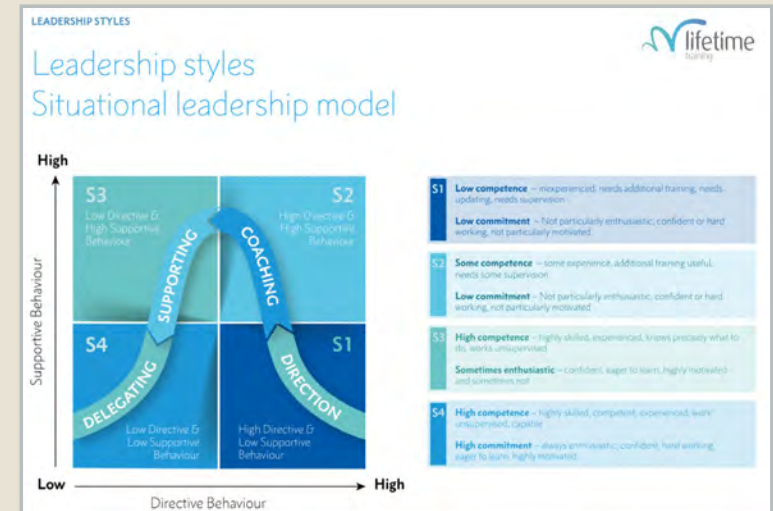 LEADERSHIP STYLES
lifetime
training
Leadership styles
Situational leadership model
High
S3
Low Directive &
High Supportive
Behaviour
S2
High Directive &
High Supportive
Behaviour
SUPPORTING
COACHING
Supportive Behaviour
S4
S1
DELEGATING
DIRECTION
Low Directive &
Low Supportive
Behaviour
High Directive &
Low Supportive
Behaviour
Low
High
Directive Behaviour
S1
Low competence – inexperienced, needs additional training, needs
updating, needs supervision
Low commitment – Not particularly enthusiastic, confident or hard
working, not particularly motivated
S2
Some competence – some experience, additional training useful,
needs some supervision
Low commitment – Not particularly enthusiastic, confident or hard
working, not particularly motivated
S3
High competence – highly skilled, experienced, knows precisely what to
do, works unsupervised
Sometimes enthusiastic – confident, eager to learn, highly motivated
and sometimes not
S4
High competence – highly skilled, competent, experienced, work
unsupervised, capable
High commitment – always enthusiastic, confident, hard working,
eager to learn, highly motivated